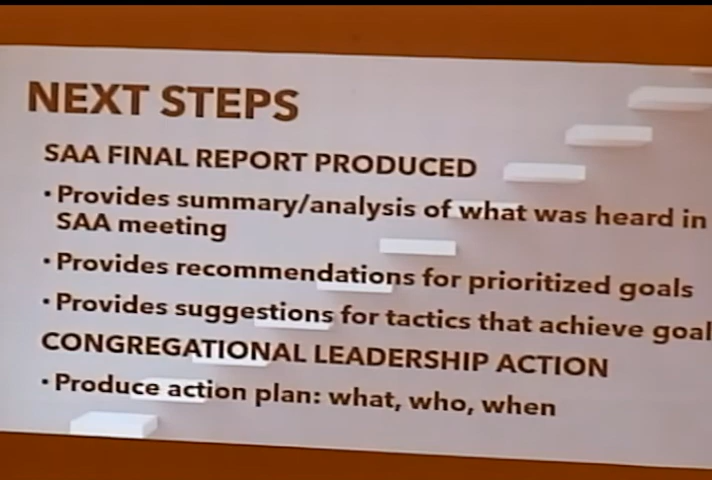 NEXT STEPS
SAA FINAL REPORT PRODUCED
• Provides summary/analysis of what was heard in
SAA meeting
• Provides recommendations for prioritized goals
• Provides suggestions for tactics that achieve goal
CONGREGATIONAL LEADERSHIP ACTION
• Produce action plan: what, who, when